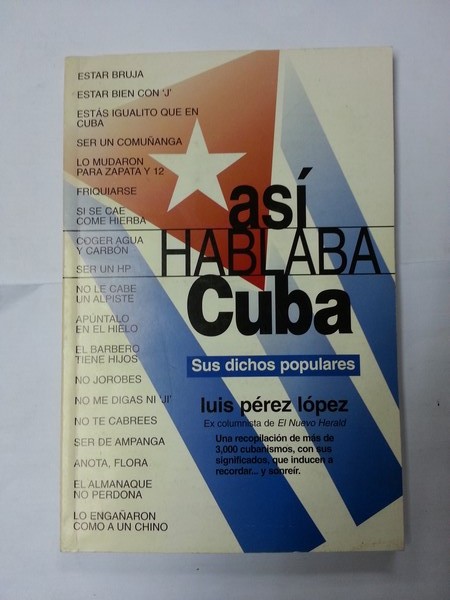 ESTAR BRUJA
ESTAR BIEN CON 'J'
ESTÁS IGUALITO QUE EN
CUBA
SER UN COMUÑANGA
LO MUDARON
PARA ZAPATA Y 12
FRIQUIARSE
SI SE CAE
COME HIERBA
COGER AGUA
Y CARBÓN
SER UN HP
NO LE CABE
UN ALPISTE
APÚNTALO
EN EL HIELO
EL BARBERO
TIENE HIJOS
NO JOROBES
NO ME DIGAS NI 'JI'
NO TE CABREES
SER DE AMPANGA
ANOTA, FLORA
EL ALMANAQUE
NO PERDONA
LO ENGAÑARON
COMO A UN CHINO
así
HABLABA
Cuba
Sus dichos populares
luis pérez lópez
Ex columnista de El Nuevo Herald
Una recopilación de más de
3,000 cubanismos, con sus
significados, que inducen a
recordar... y sonreír.